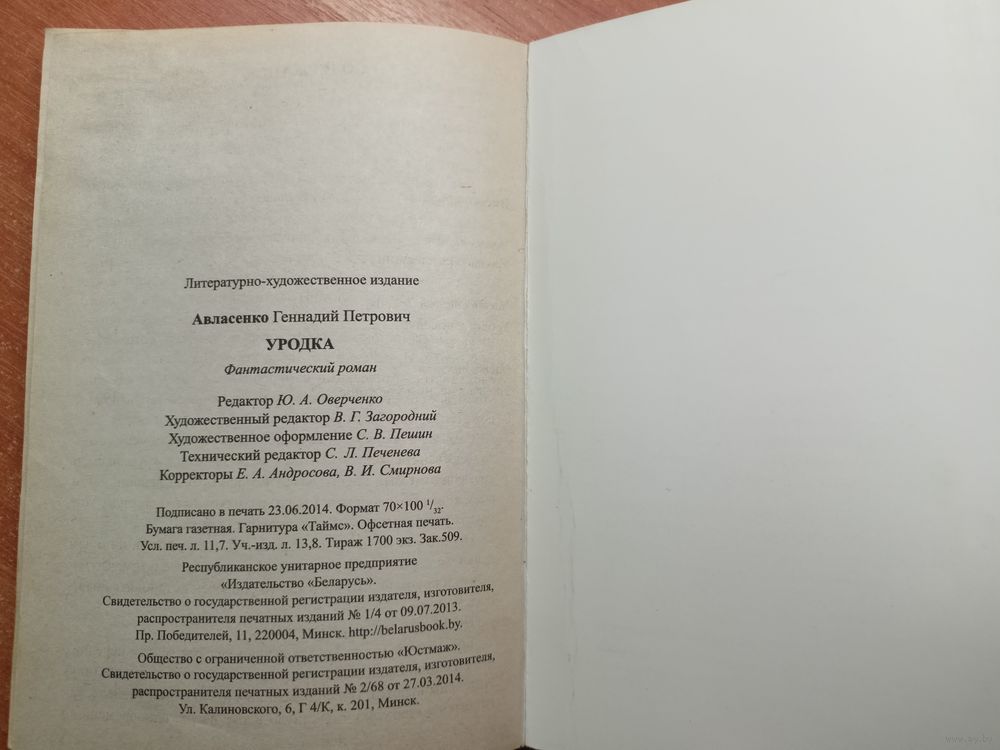 Литературно-художественное издание
Авласенко Геннадий Петрович
УРОДКА
Фантастический роман
Редактор Ю. А. Оверченко
Художественный редактор В. Г. Загородний
Художественное оформление С. В. Пешин
Технический редактор С. Л. Печенева
Корректоры Е. А. Андросова, В. И. Смирнова
Подписано в печать 23.06.2014. Формат 70×100 1/32.
Бумага газетная. Гарнитура «Таймс». Офсетная печать.
Усл. печ. л. 11,7. Уч.-изд. л. 13,8. Тираж 1700 экз. Зак.509.
Республиканское унитарное предприятие
«Издательство «Беларусь».
Свидетельство о государственной регистрации издателя, изготовителя,
распространителя печатных изданий № 1/4 от 09.07.2013.
Пр. Победителей, 11, 220004, Минск. http://belarusbook.by.
Общество с ограниченной ответственностью «Юстмаж».
Свидетельство о государственной регистрации издателя, изготовителя,
распространителя печатных изданий № 2/68 от 27.03.2014.
Ул. Калиновского, 6, Г 4/К, к. 201, Минск.